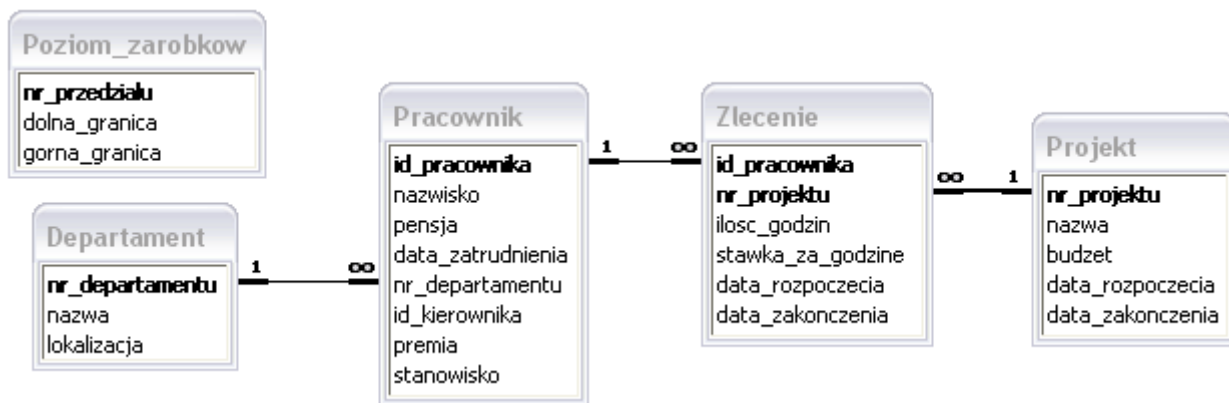 Poziom_zarobkow
nr_przedzialu
dolna_granica
gorna_granica
Departament
nr_departamentu
nazwa
lokalizacja
1
∞
Pracownik
id_pracownika
nazwisko
pensja
data_zatrudnienia
nr_departamentu
id_kierownika
premia
stanowisko
1
∞
Zlecenie
id_pracownika
nr_projektu
ilosc_godzin
stawka_za_godzine
data_rozpoczecia
data_zakonczenia
∞
1
Projekt
nr_projektu
nazwa
budzet
data_rozpoczecia
data_zakonczenia